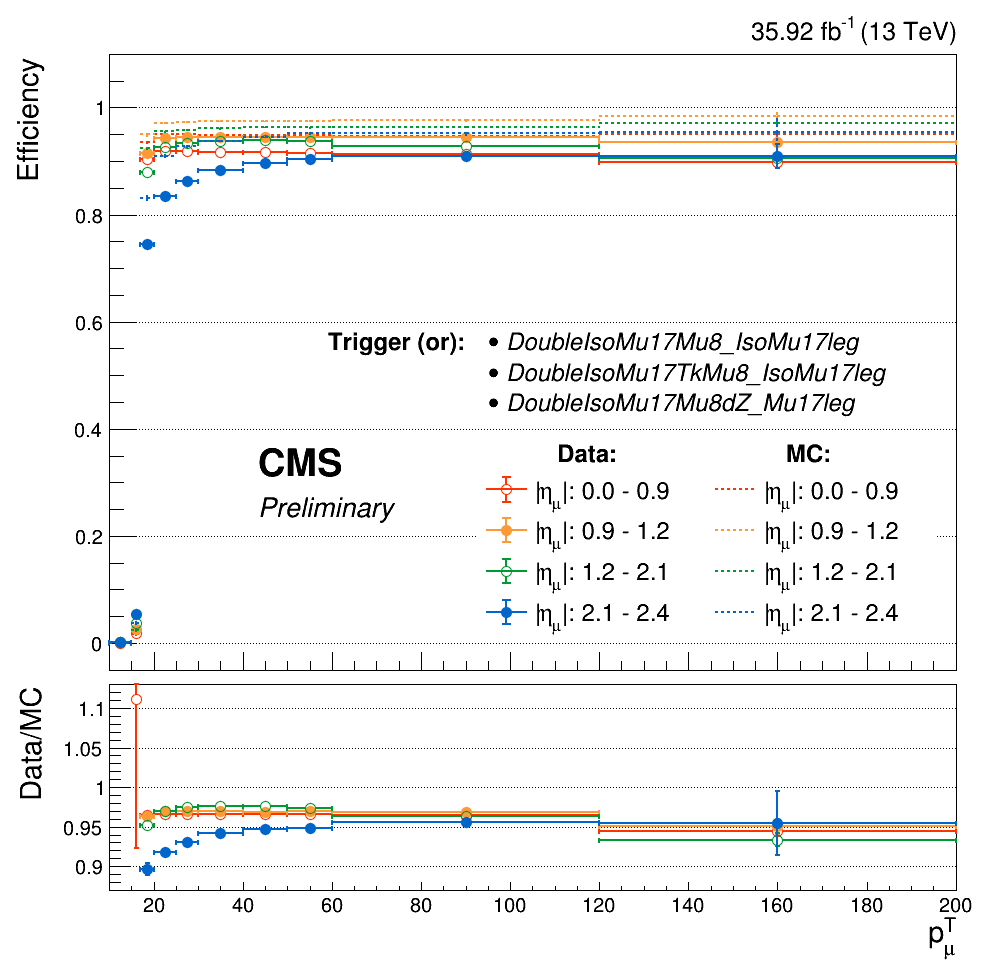 35.92 fb⁻¹ (13 TeV)
Efficiency
1
0.8
0.6
0.4
0.2
0
Trigger (or):
• DoubleIsoMu17Mu8_IsoMu17leg
• DoubleIsoMu17TkMu8_IsoMu17leg
• DoubleIsoMu17Mu8dZ_Mu17leg
CMS
Preliminary
Data: MC:
|ημ|: 0.0 - 0.9 |ημ|: 0.0 - 0.9
|ημ|: 0.9 - 1.2 |ημ|: 0.9 - 1.2
|ημ|: 1.2 - 2.1 |ημ|: 1.2 - 2.1
|ημ|: 2.1 - 2.4 |ημ|: 2.1 - 2.4
Data/MC
1.1
1.05
1
0.95
0.9
20 40 60 80 100 120 140 160 180 200
pμT